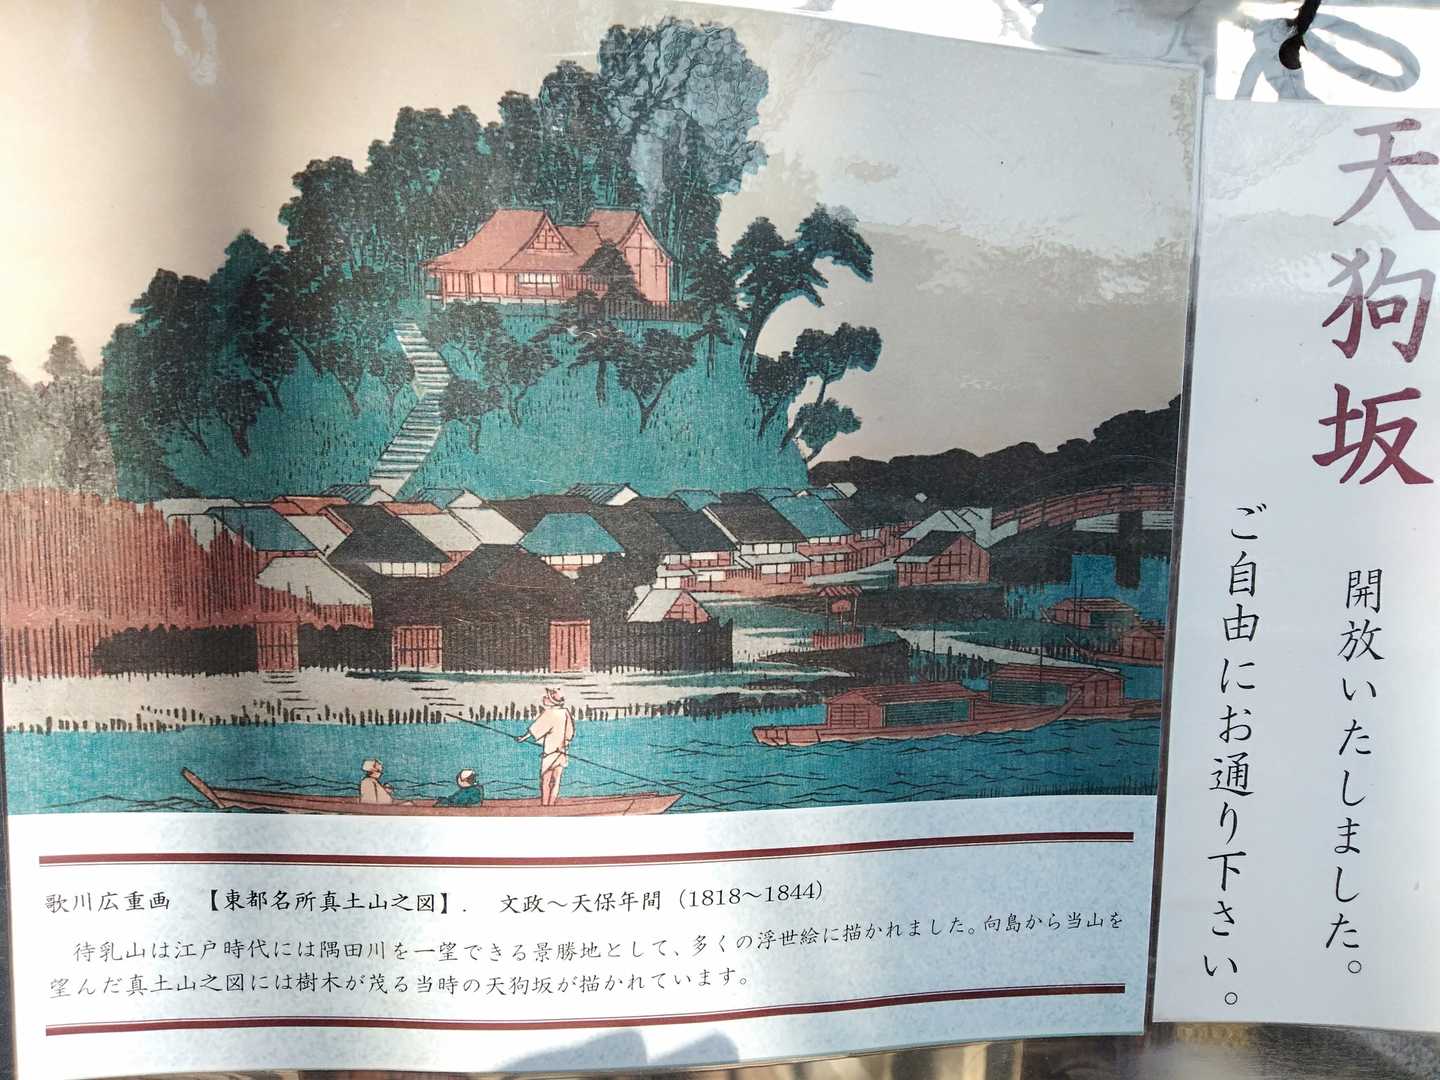 天狗坂
開放いたしました。
ご自由にお通り下さい。
歌川広重画 【東都名所真土山之図】. 文政～天保年間（1818～1844）
待乳山は江戸時代には隅田川を一望できる景勝地として、多くの浮世絵に描かれました。向島から当山を
望んだ真土山之図には樹木が茂る当時の天狗坂が描かれています。